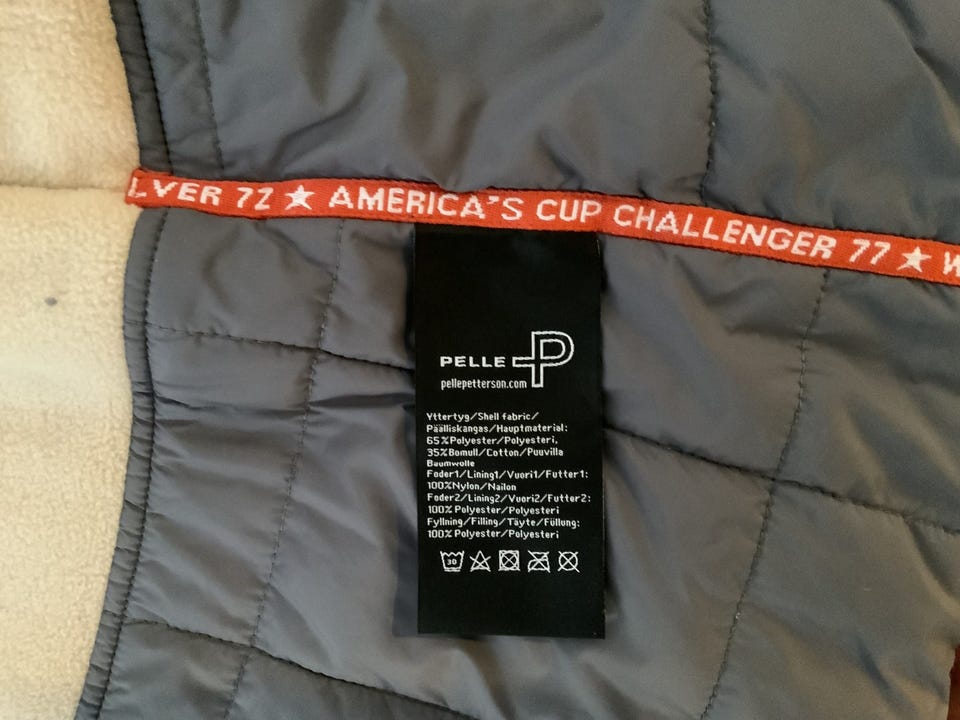 LVER 72 ★ AMERICA'S CUP CHALLENGER 77 ★ W
PELLE P
pellepetterson.com
Yttertyg/Shell fabric/
Päälliskangas/Hauptmaterial:
65%Polyester/Polyesteri,
35%Bomull/Cotton/Puuvilla
Baumwolle
Foder1/Lining1/Vuori1/Futter1:
100%Nylon/Nailon
Foder2/Lining2/Vuori2/Futter2:
100% Polyester/Polyesteri
Fyllning/Filling/Täyte/Füllung:
100% Polyester/Polyesteri
30